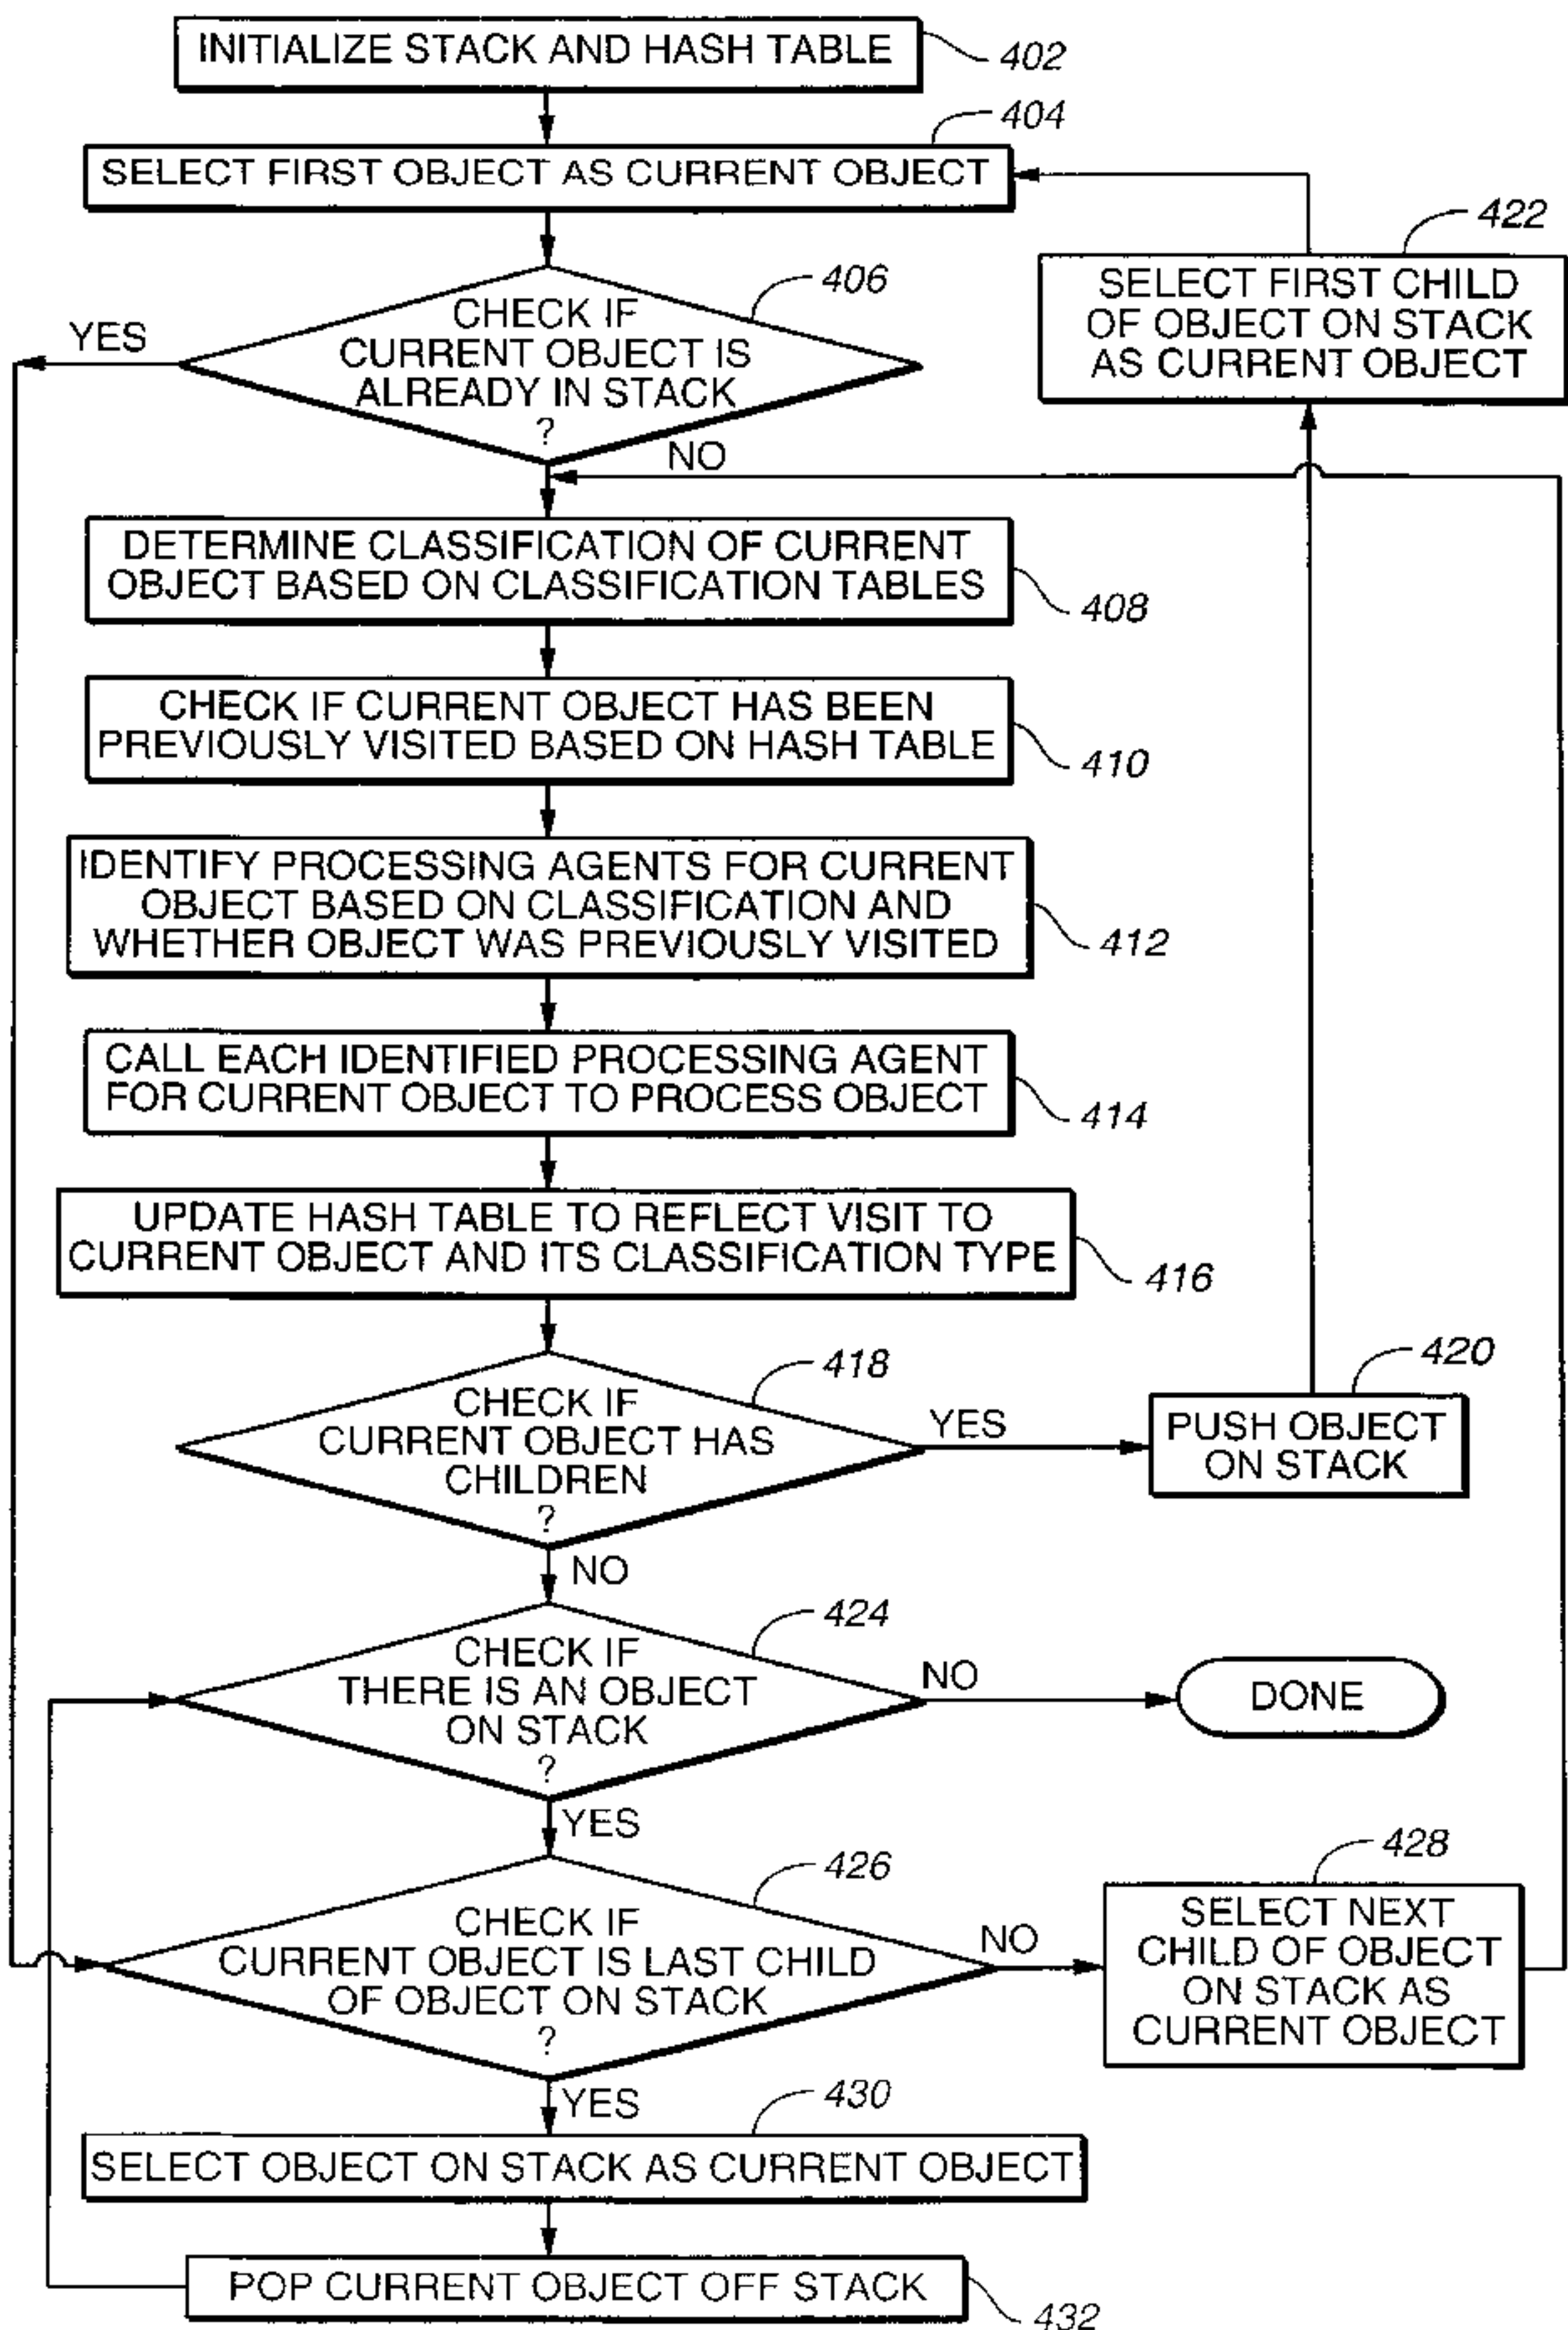 INITIALIZE STACK AND HASH TABLE
402
404
SELECT FIRST OBJECT AS CURRENT OBJECT
422
SELECT FIRST CHILD
OF OBJECT ON STACK
AS CURRENT OBJECT
406
CHECK IF
CURRENT OBJECT IS
ALREADY IN STACK
?
YES
NO
DETERMINE CLASSIFICATION OF CURRENT
OBJECT BASED ON CLASSIFICATION TABLES
408
CHECK IF CURRENT OBJECT HAS BEEN
PREVIOUSLY VISITED BASED ON HASH TABLE
410
IDENTIFY PROCESSING AGENTS FOR CURRENT
OBJECT BASED ON CLASSIFICATION AND
WHETHER OBJECT WAS PREVIOUSLY VISITED
412
CALL EACH IDENTIFIED PROCESSING AGENT
FOR CURRENT OBJECT TO PROCESS OBJECT
414
UPDATE HASH TABLE TO REFLECT VISIT TO
CURRENT OBJECT AND ITS CLASSIFICATION TYPE
416
418
CHECK IF
CURRENT OBJECT HAS
CHILDREN
?
YES
420
PUSH OBJECT
ON STACK
NO
424
CHECK IF
THERE IS AN OBJECT
ON STACK
?
NO
DONE
YES
426
CHECK IF
CURRENT OBJECT IS LAST CHILD
OF OBJECT ON STACK
?
NO
428
SELECT NEXT
CHILD OF OBJECT
ON STACK AS
CURRENT OBJECT
YES
430
SELECT OBJECT ON STACK AS CURRENT OBJECT
POP CURRENT OBJECT OFF STACK
432